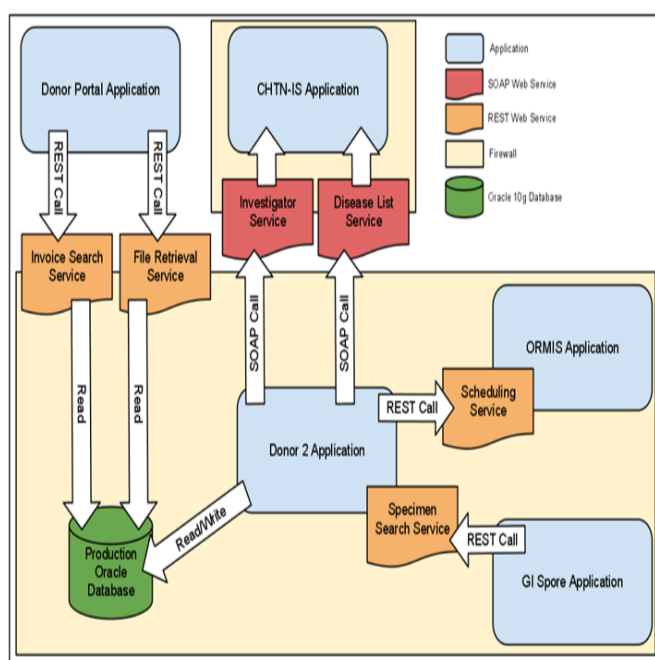 Donor Portal Application
CHTN-IS Application
Application
SOAP Web Service
REST Web Service
Firewall
Oracle 10g Database
REST Call
REST Call
Investigator
Service
Disease List
Service
Invoice Search
Service
File Retrieval
Service
SOAP Call
SOAP Call
Read
Read
ORMIS Application
Scheduling
Service
REST Call
Donor 2 Application
Specimen
Search Service
REST Call
Read/Write
Production
Oracle
Database
GI Spore Application